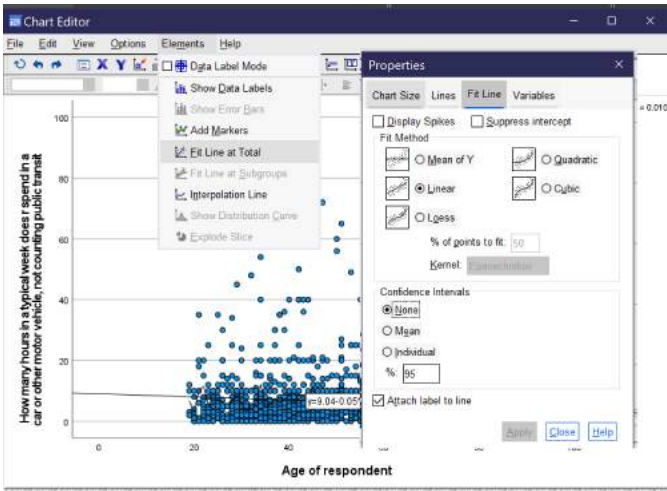 Chart Editor
File Edit View Options Elements Help
X Y
Data Label Mode
Show Data Labels
Show Error Bars
Add Markers
Fit Line at Total
Fit Line at Subgroups
Interpolation Line
Show Distribution Curve
Explode Slice
Properties
Chart Size Lines Fit Line Variables
Display Spikes Suppress intercept
Fit Method
Mean of Y Quadratic
Linear Cubic
Loess
% of points to fit: 50
Kernel: Epanechnikov
Confidence Intervals
None
Mean
Individual
%: 95
Attach label to line
Apply Close Help
= 0.010
How many hours in a typical week does r spend in a
car or other motor vehicle, not counting public transit
100
80
60
40
20
0
y=9.04-0.05
0 20 40
Age of respondent